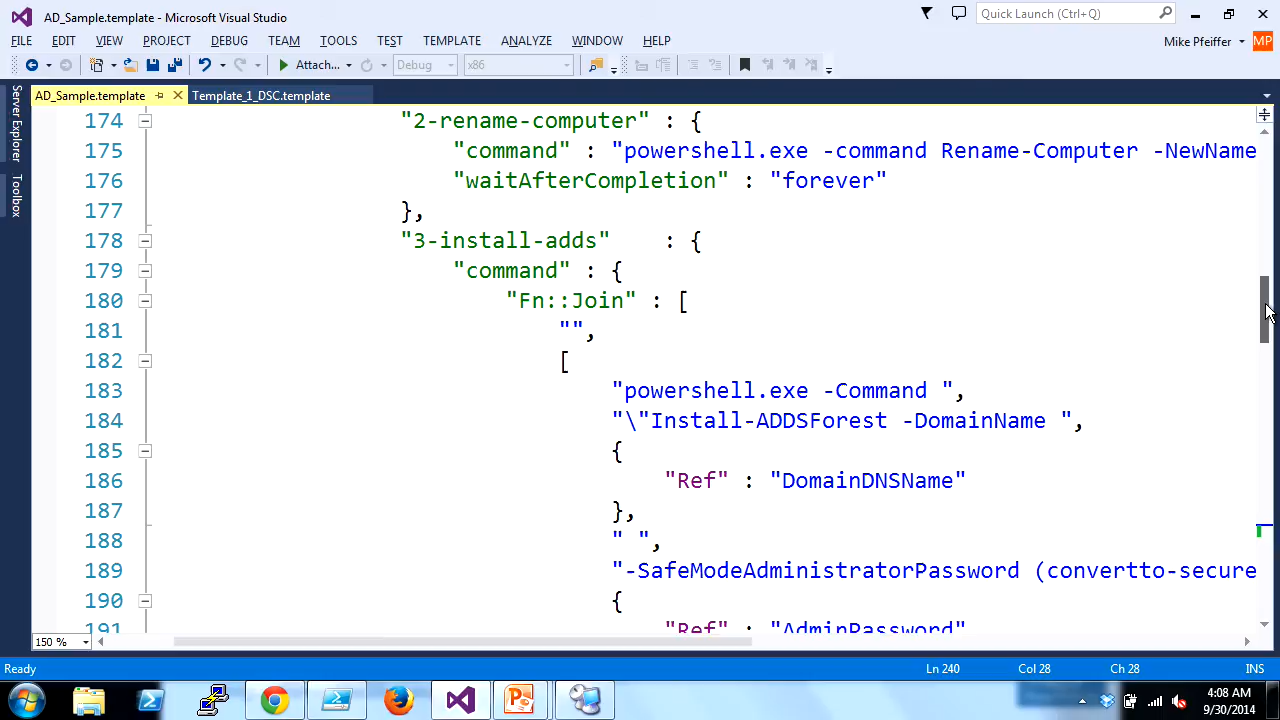 AD_Sample.template - Microsoft Visual Studio
Quick Launch (Ctrl+Q)
FILE EDIT VIEW PROJECT DEBUG TEAM TOOLS TEST TEMPLATE ANALYZE WINDOW HELP
Mike Pfeiffer MP
Attach... Debug x86
Server Explorer
Toolbox
AD_Sample.template Template_1_DSC.template
174 "2-rename-computer" : {
175 "command" : "powershell.exe -command Rename-Computer -NewName
176 "waitAfterCompletion" : "forever"
177 },
178 "3-install-adds" : {
179 "command" : {
180 "Fn::Join" : [
181 "",
182 [
183 "powershell.exe -Command ",
184 "\"Install-ADDSForest -DomainName ",
185 {
186 "Ref" : "DomainDNSName"
187 },
188 " ",
189 "-SafeModeAdministratorPassword (convertto-secure
190 {
191 "Ref" : "AdminPassword"
150 %
Ready Ln 240 Col 28 Ch 28 INS
4:08 AM
9/30/2014